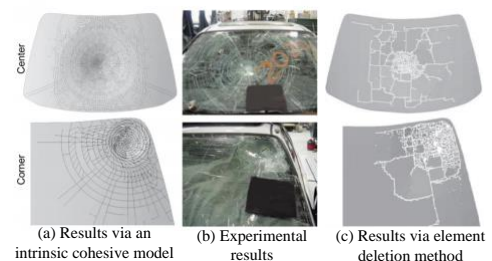 Center
Corner
(a) Results via an
intrinsic cohesive model
(b) Experimental
results
(c) Results via element
deletion method